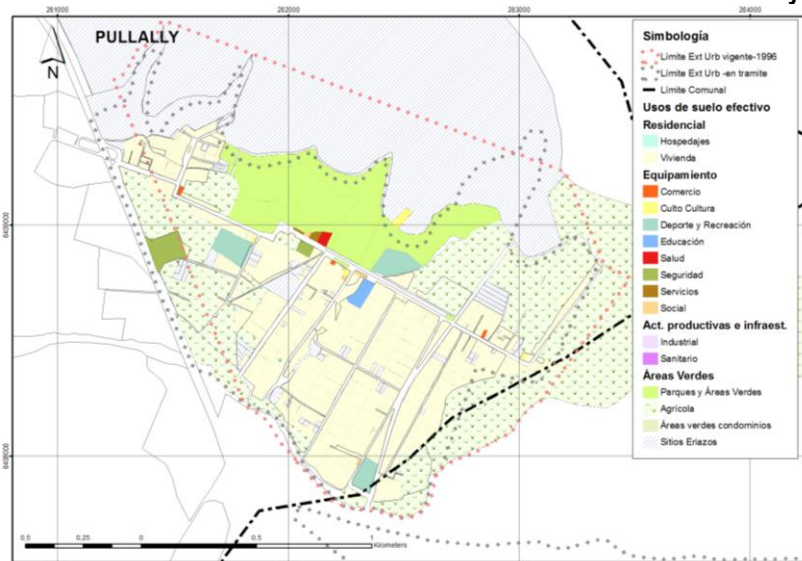 y
281000 282000 283000 284000
PULLALLY
N
Simbología
Límite Ext Urb vigente-1996
Límite Ext Urb -en tramite
Límite Comunal
Usos de suelo efectivo
Residencial
Hospedajes
Vivienda
Equipamiento
Comercio
Culto Cultura
Deporte y Recreación
Educación
Salud
Seguridad
Servicios
Social
Act. productivas e infraest.
Industrial
Sanitario
Áreas Verdes
Parques y Áreas Verdes
Agrícola
Áreas verdes condominios
Sitios Eriazos
0.5 0.25 0 0.5 1
Kilometers